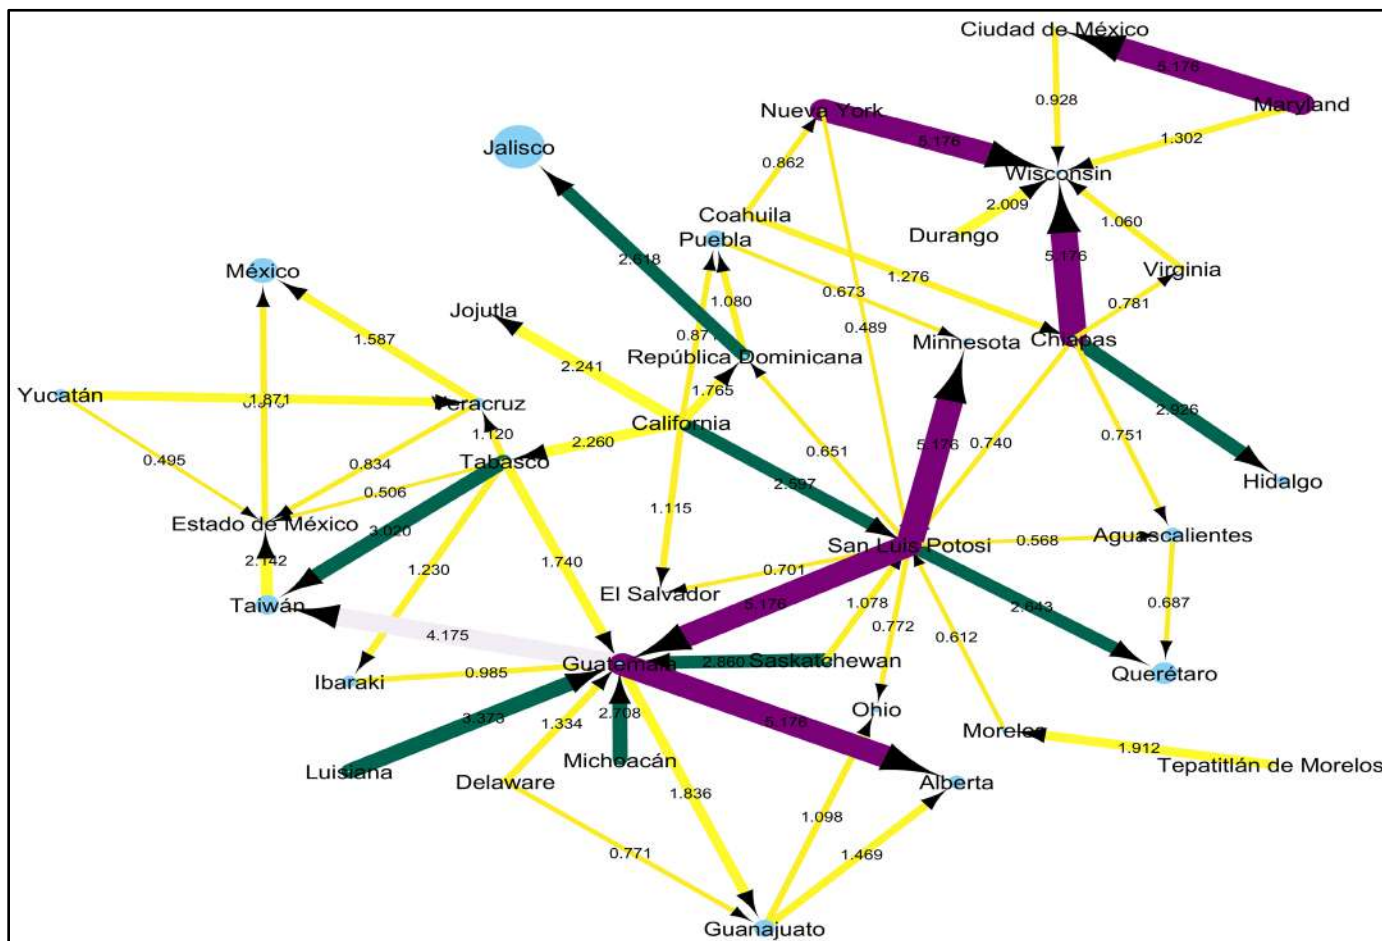 Ciudad de México
5.176
0.928
Nueva York
Maryland
1.302
5.176
Jalisco
0.862
Wisconsin
2.009
Coahuila
1.060
Durango
Puebla
5.176
2.618
México
1.276
Virginia
0.673
1.080
0.781
Jojutla
0.489
0.871
1.587
Minnesota
Chiapas
República Dominicana
2.241
2.926
1.765
Yucatán
1.871
Veracruz
California
1.120
2.260
0.740
5.176
0.751
0.651
Tabasco
0.495
0.834
2.597
Hidalgo
0.506
1.115
Estado de México
3.020
San Luis Potosi
0.568
Aguascalientes
2.142
1.740
1.230
0.701
El Salvador
Taiwán
5.176
1.078
0.687
2.643
4.175
0.772
0.612
Guatemala
2.860
Saskatchewan
0.985
Ibaraki
Querétaro
Ohio
3.373
1.334
2.708
5.176
Morelos
1.912
Luisiana
Michoacán
Tepatitlán de Morelos
Delaware
Alberta
1.836
1.098
0.771
1.469
Guanajuato